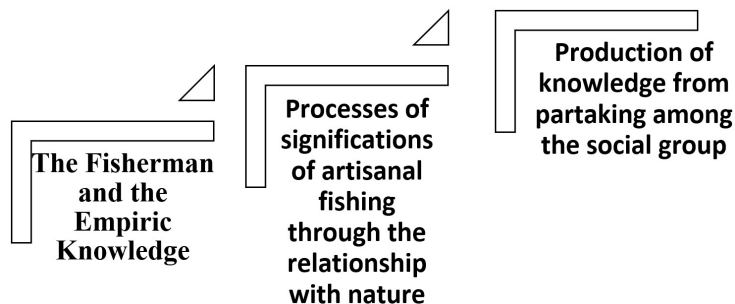 The Fisherman
and the
Empiric
Knowledge
Processes of
significations
of artisanal
fishing
through the
relationship
with nature
Production of
knowledge from
partaking among
the social group